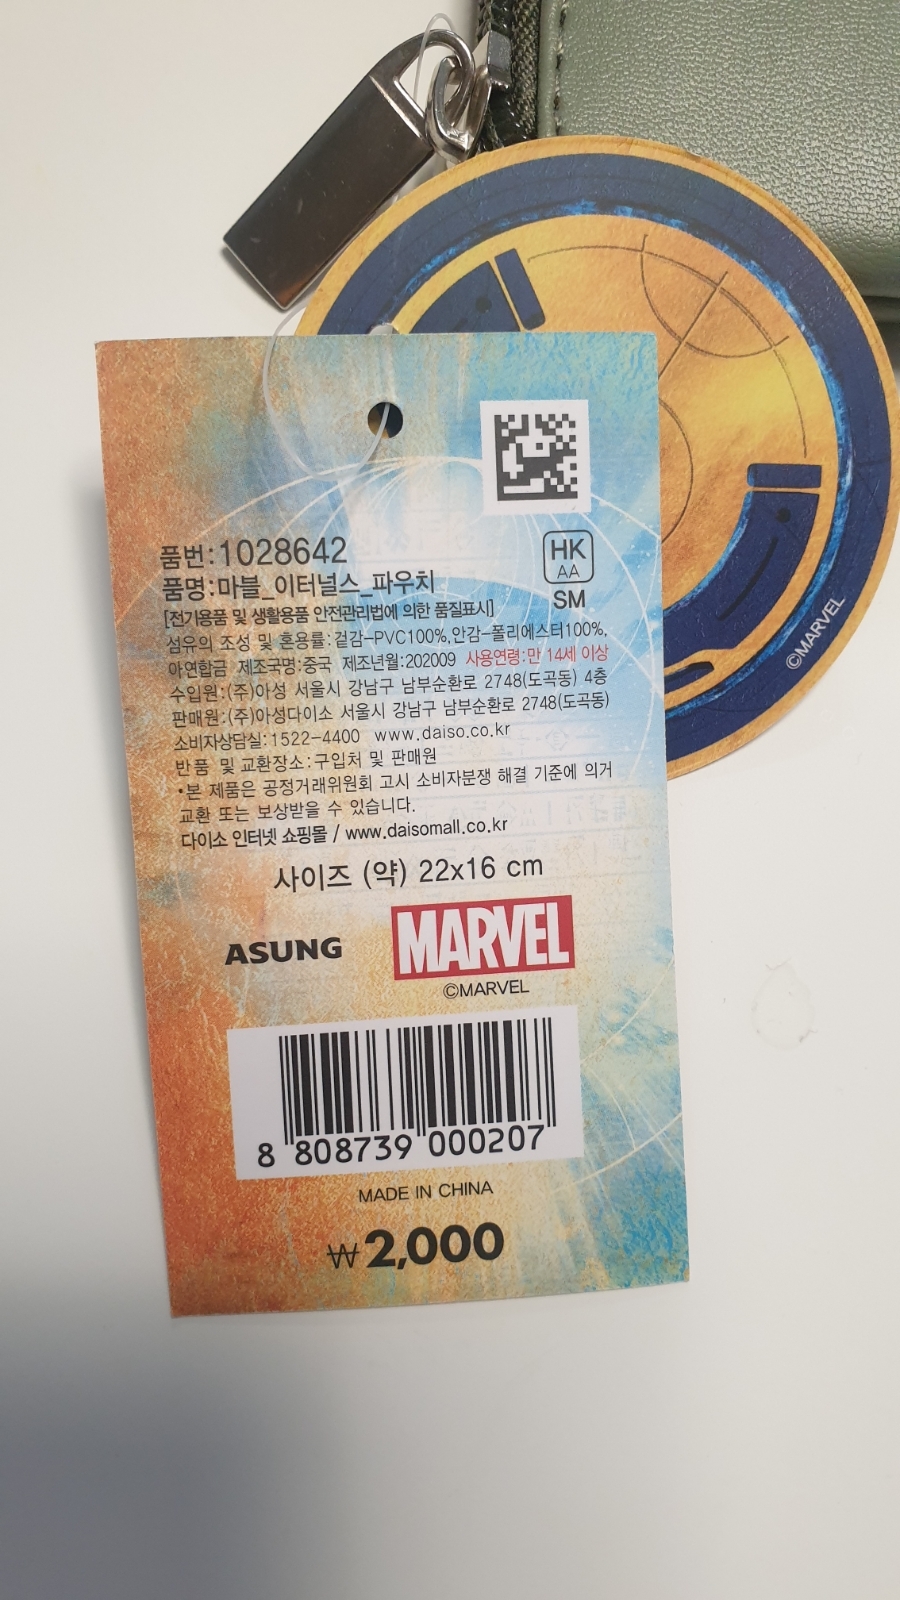 품번:1028642
HK
AA
SM
품명:마블_이터널스_파우치
[전기용품 및 생활용품 안전관리법에 의한 품질표시]
섬유의 조성 및 혼용률:겉감-PVC100%,안감-폴리에스터100%,
아연합금 제조국명:중국 제조년월:202009 사용연령:만 14세 이상
수입원:(주)아성 서울시 강남구 남부순환로 2748(도곡동) 4층
판매원:(주)아성다이소 서울시 강남구 남부순환로 2748(도곡동)
소비자상담실:1522-4400 www.daiso.co.kr
반품 및 교환장소:구입처 및 판매원
•본 제품은 공정거래위원회 고시 소비자분쟁 해결 기준에 의거
교환 또는 보상받을 수 있습니다.
다이소 인터넷 쇼핑몰 / www.daisomall.co.kr
사이즈 (약) 22x16 cm
ASUNG
MARVEL
©MARVEL
8 808739 000207
MADE IN CHINA
₩2,000
©MARVEL